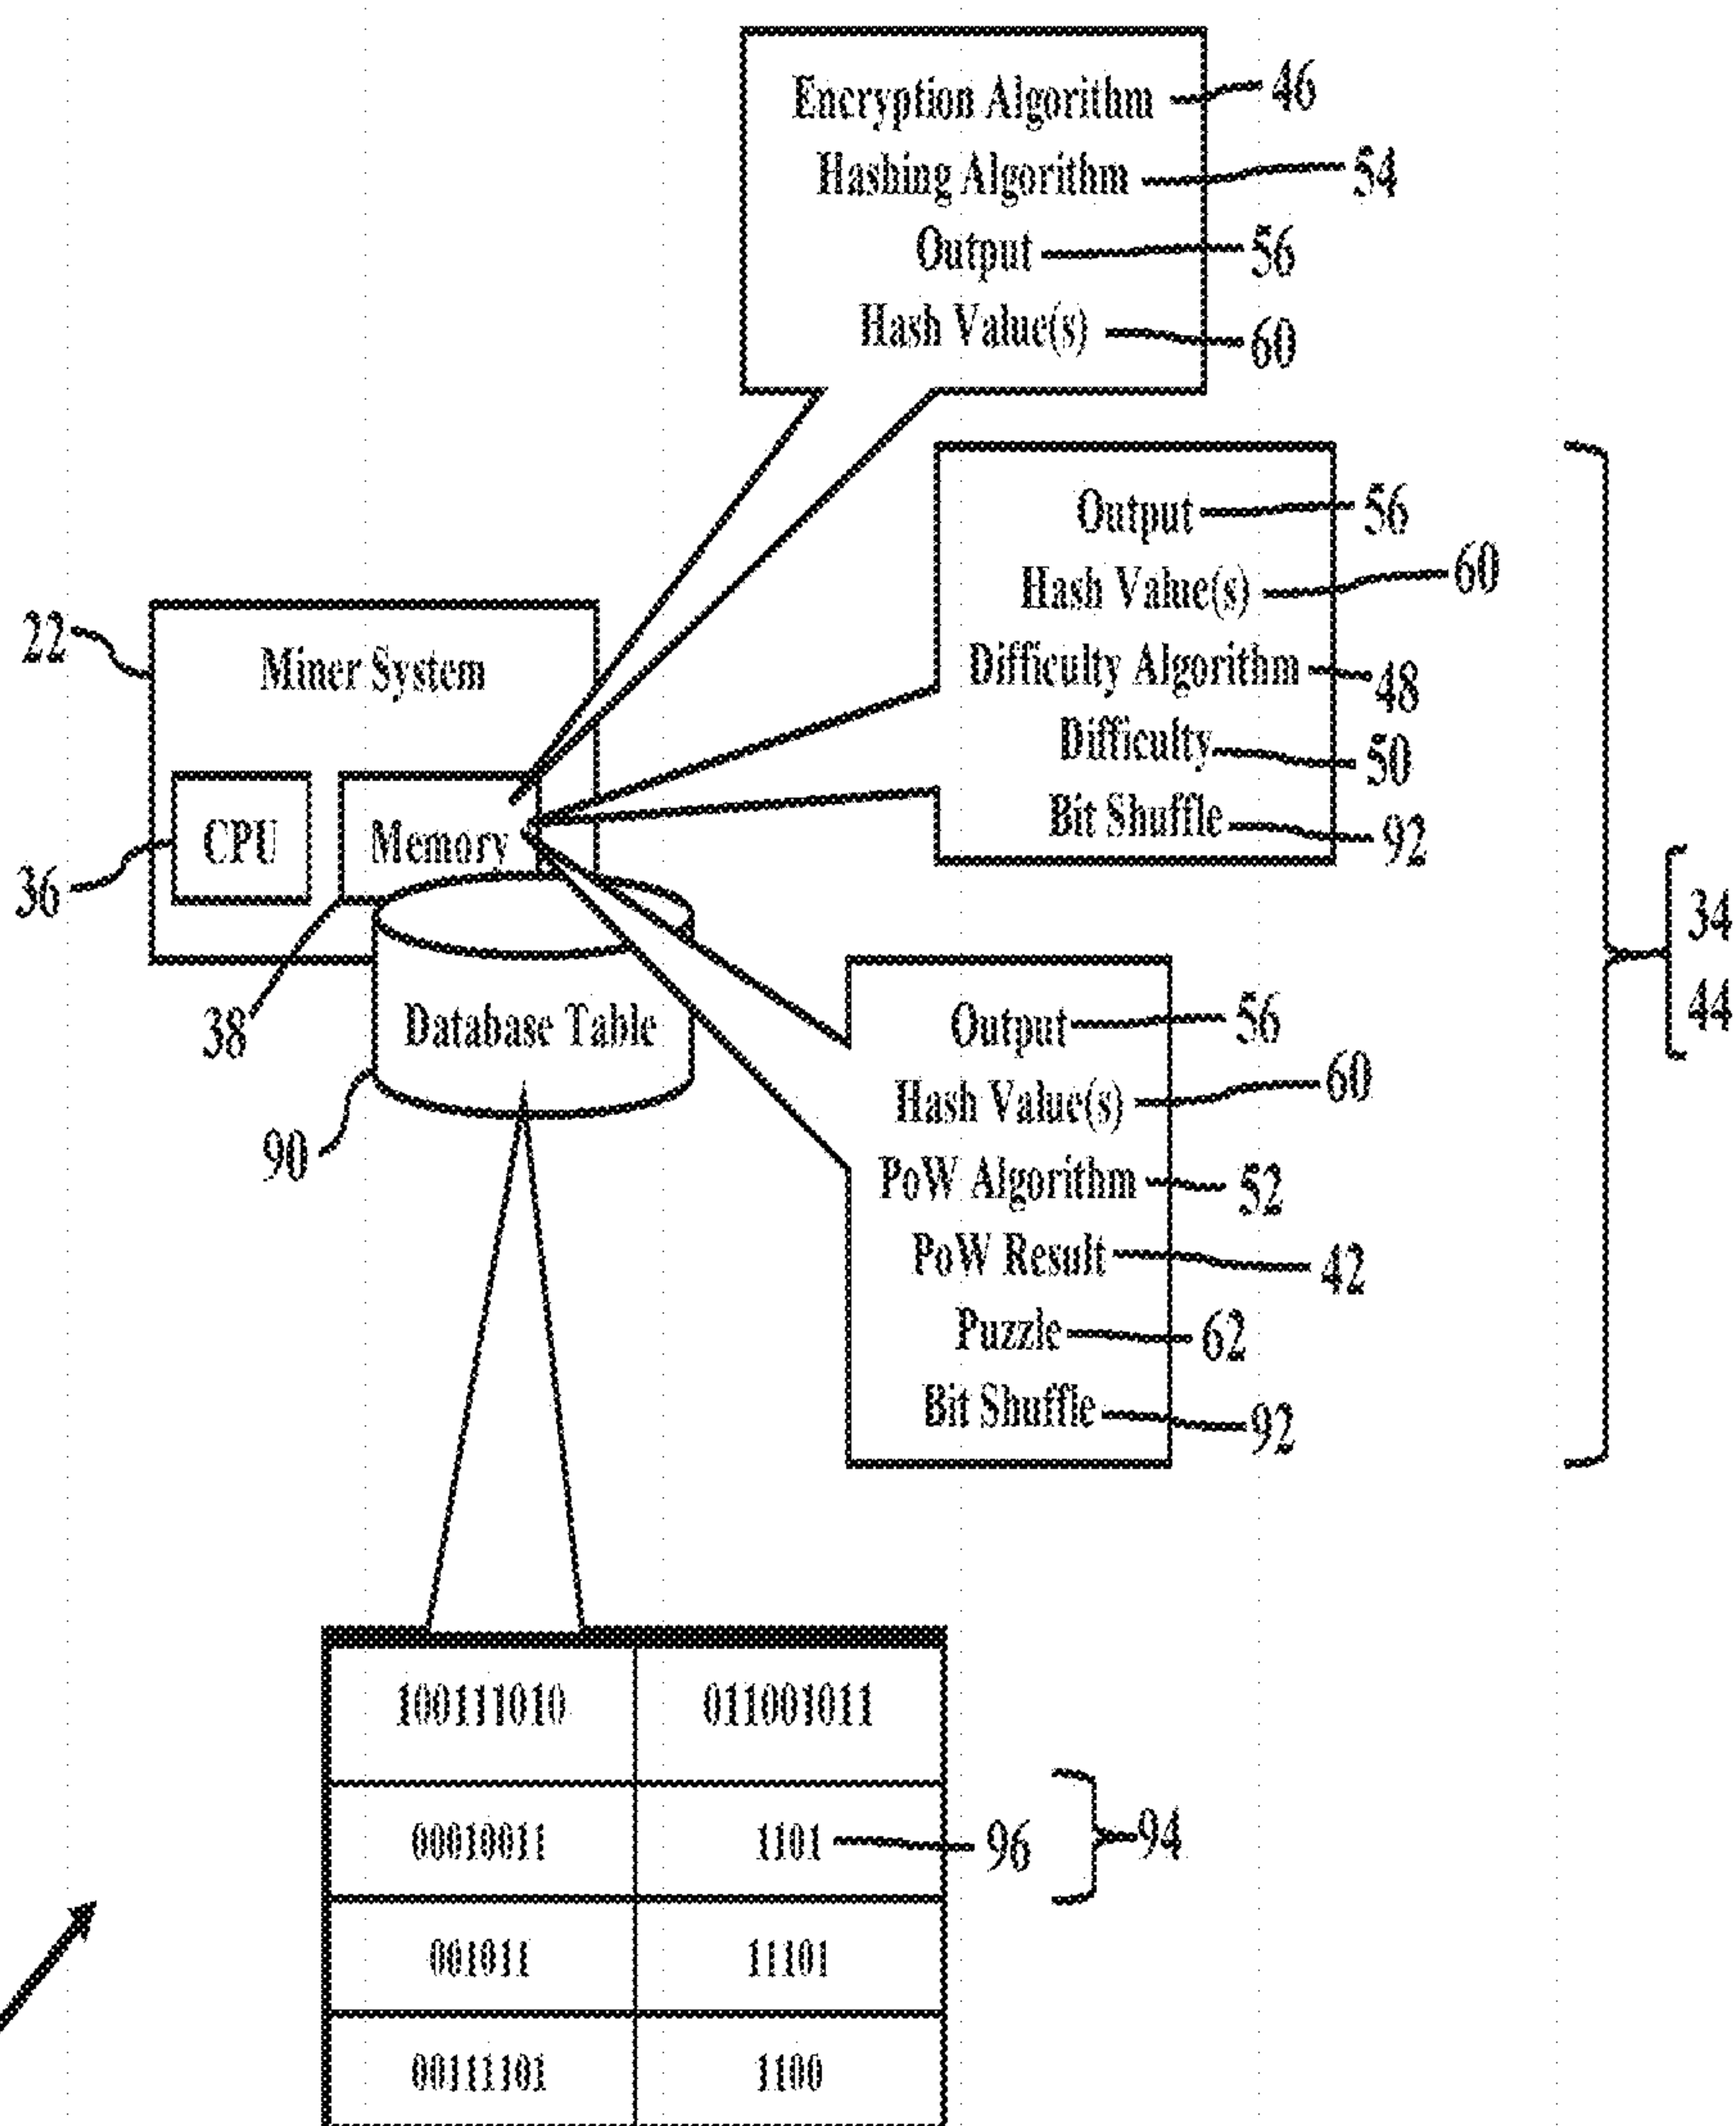 Encryption Algorithm 46
Hashing Algorithm 54
Output 56
Hash Value(s) 60
Output 56
Hash Value(s) 60
Difficulty Algorithm 48
Difficulty 50
Bit Shuffle 92
34
44
22
Miner System
CPU
Memory
36
38
Database Table
90
Output 56
Hash Value(s) 60
PoW Algorithm 52
PoW Result 42
Puzzle 62
Bit Shuffle 92
100111010 011001011
00010011 1101 96 94
001011 11101
00111101 1100